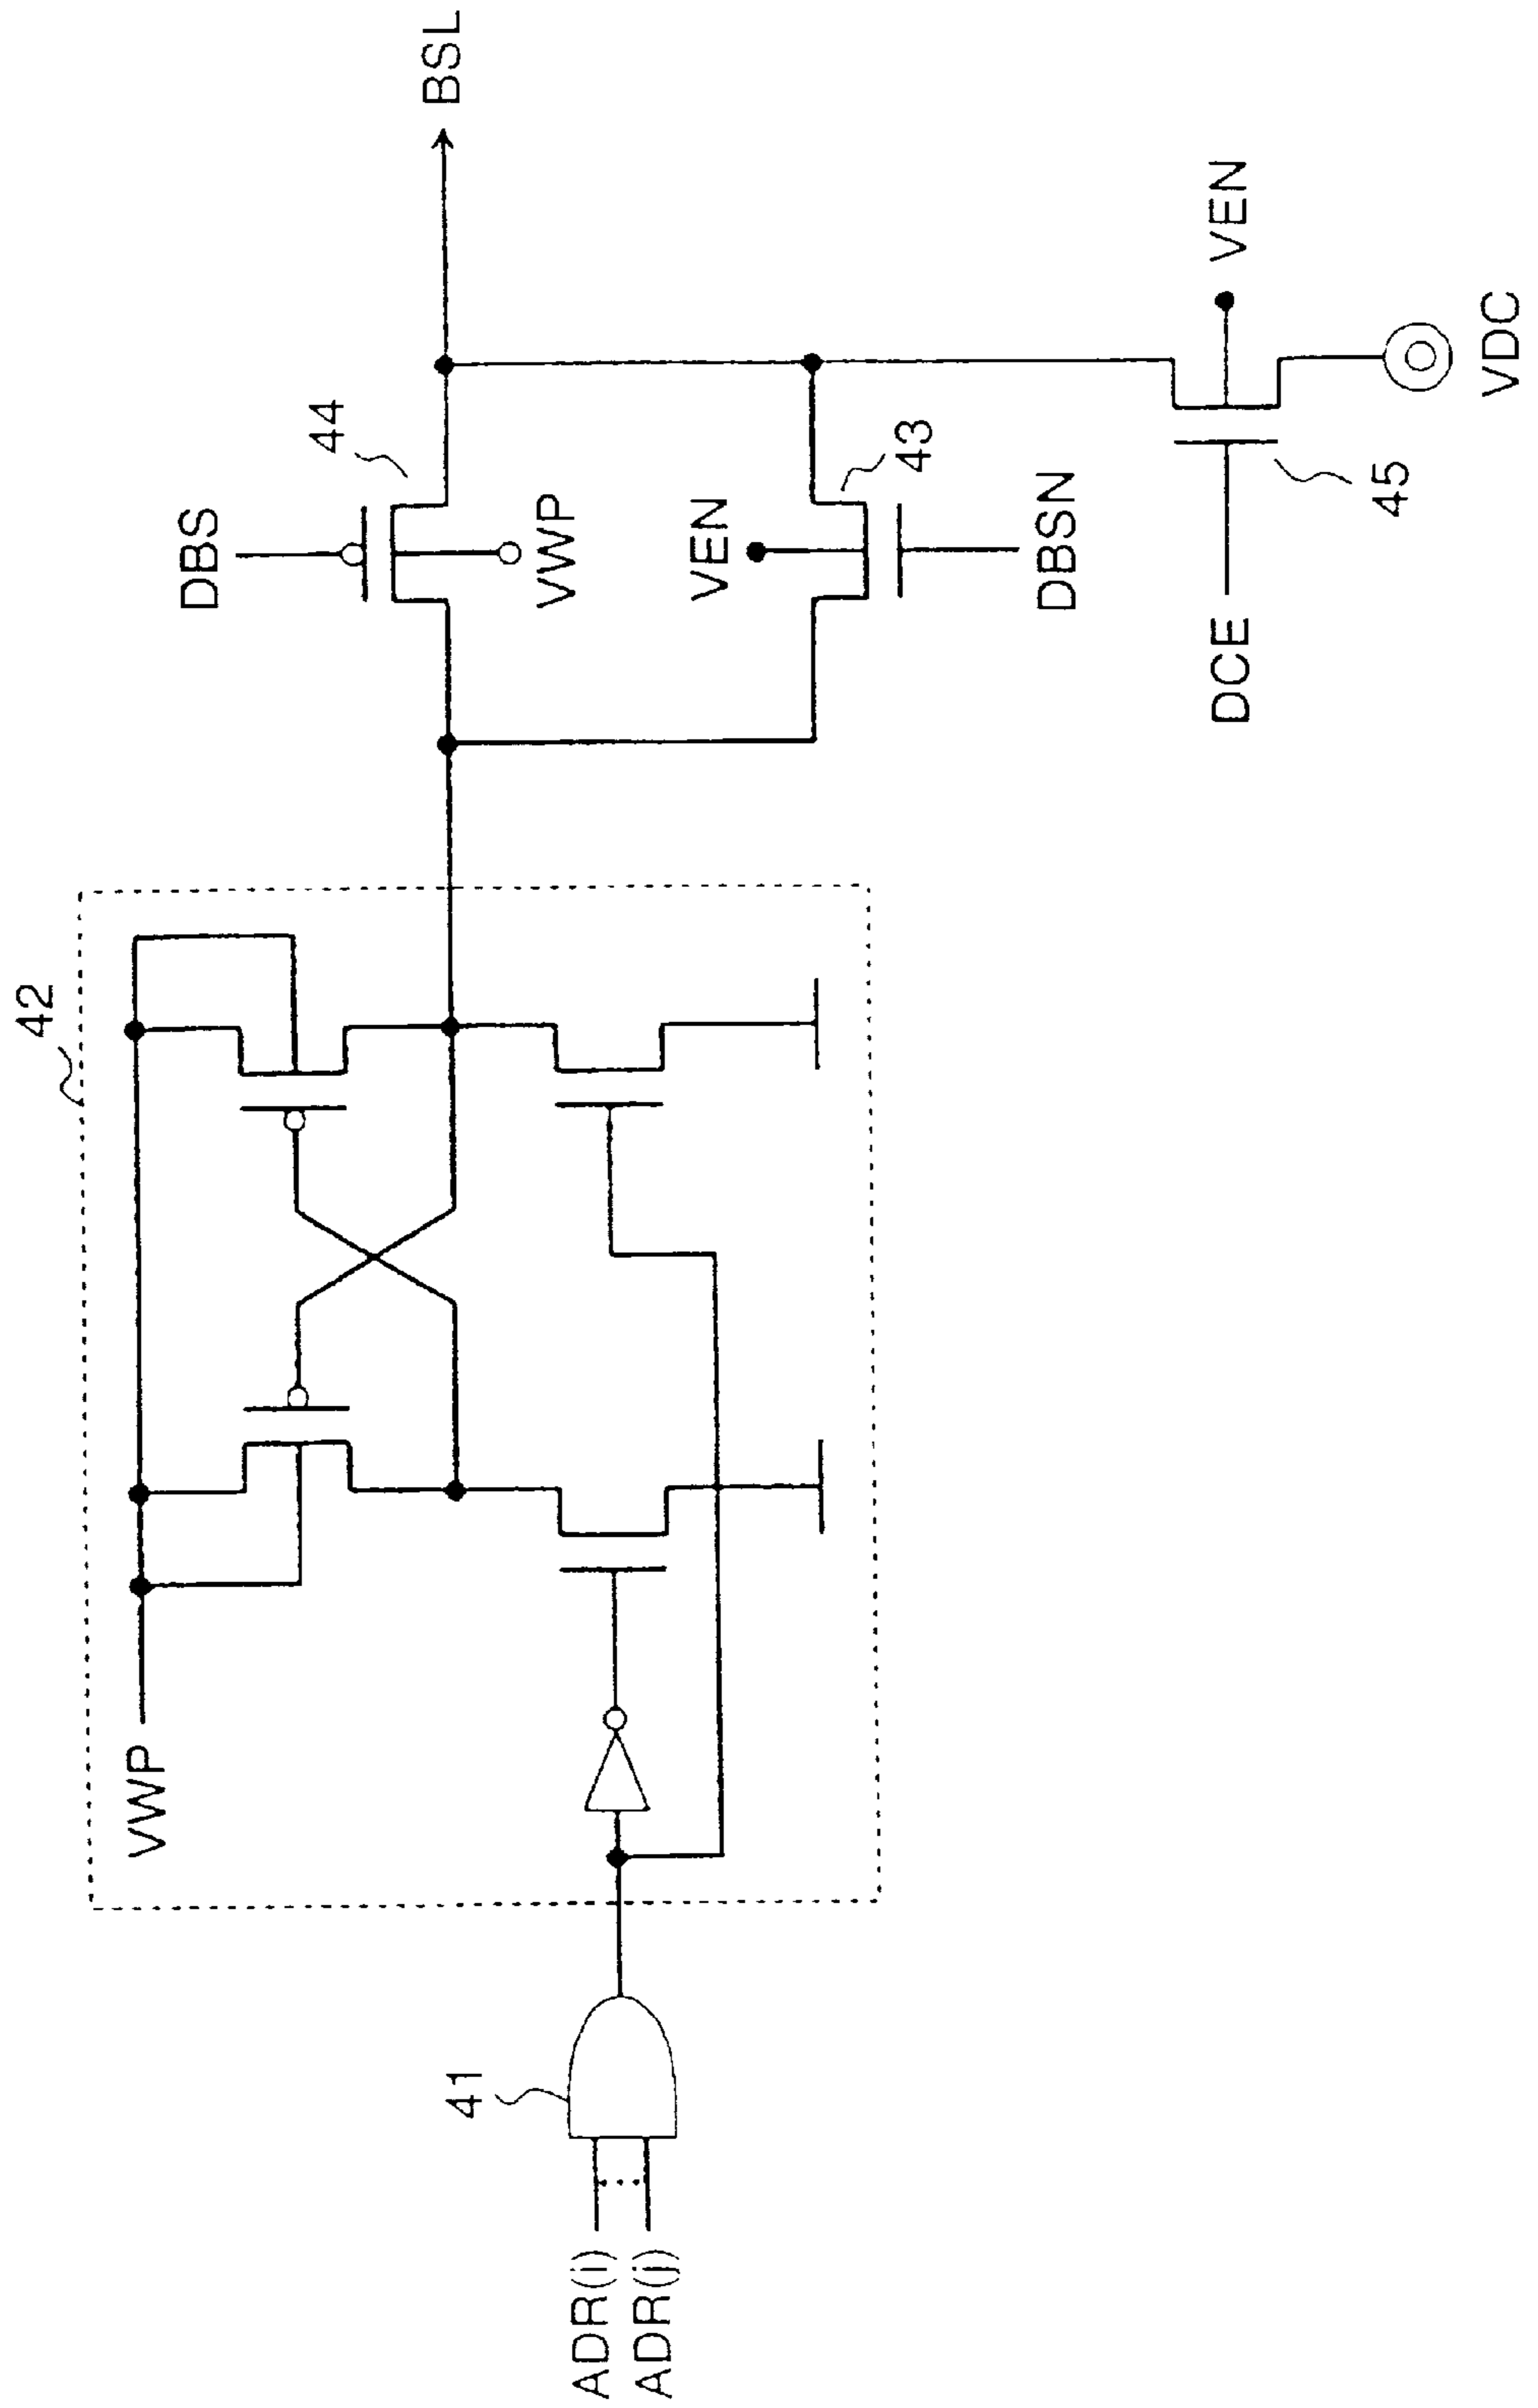 42
VWP
41
ADR(i)
ADR(j)
DBS
44
VWP
BSL
VEN
43
DBSN
DCE
45
VEN
VDC